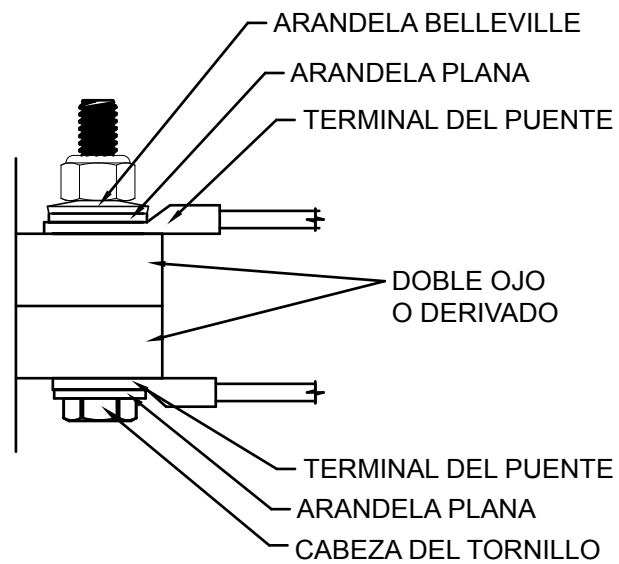 ARANDELA BELLEVILLE
ARANDELA PLANA
TERMINAL DEL PUENTE
DOBLE OJO
O DERIVADO
TERMINAL DEL PUENTE
ARANDELA PLANA
CABEZA DEL TORNILLO